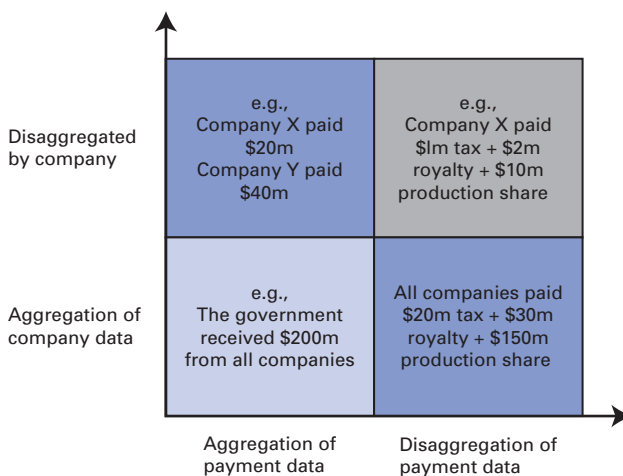 Disaggregated
by company
e.g.,
Company X paid
$20m
Company Y paid
$40m
e.g.,
Company X paid
$lm tax + $2m
royalty + $10m
production share
Aggregation of
company data
e.g.,
The government
received $200m
from all companies
All companies paid
$20m tax + $30m
royalty + $150m
production share
Aggregation of
payment data
Disaggregation of
payment data